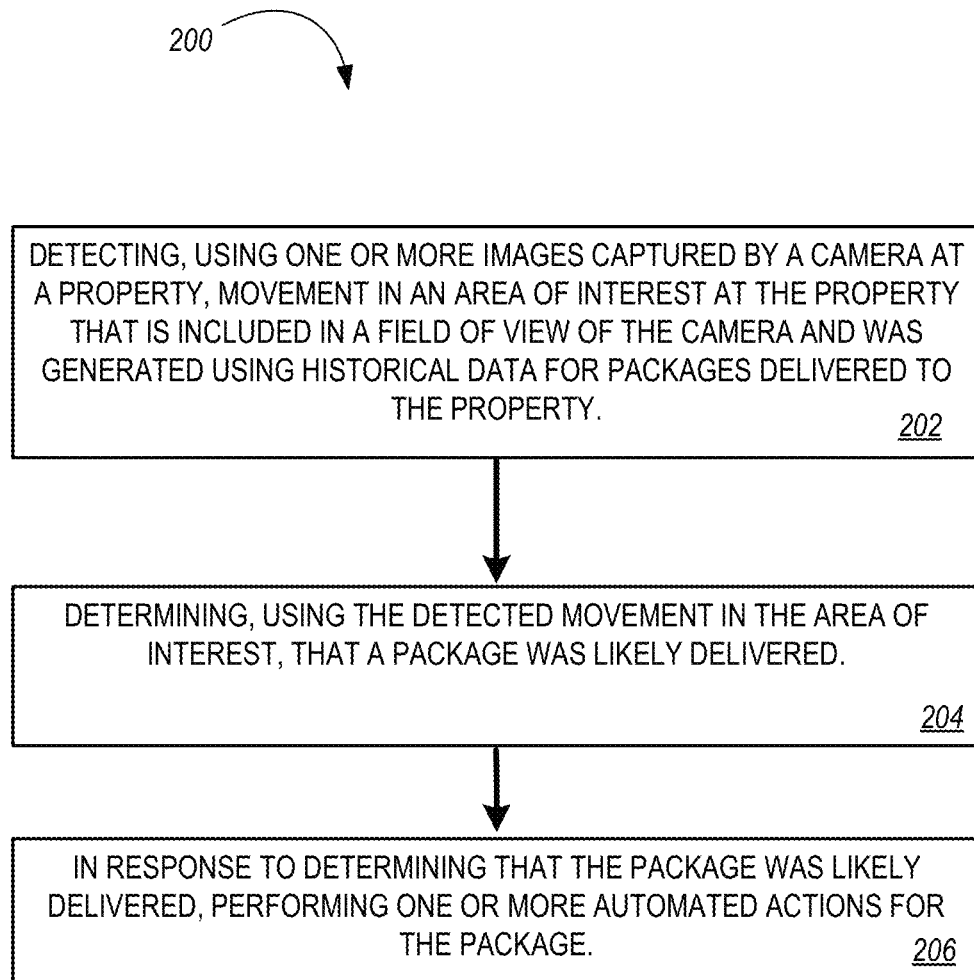 200
DETECTING, USING ONE OR MORE IMAGES CAPTURED BY A CAMERA AT
A PROPERTY, MOVEMENT IN AN AREA OF INTEREST AT THE PROPERTY
THAT IS INCLUDED IN A FIELD OF VIEW OF THE CAMERA AND WAS
GENERATED USING HISTORICAL DATA FOR PACKAGES DELIVERED TO
THE PROPERTY.
202
DETERMINING, USING THE DETECTED MOVEMENT IN THE AREA OF
INTEREST, THAT A PACKAGE WAS LIKELY DELIVERED.
204
IN RESPONSE TO DETERMINING THAT THE PACKAGE WAS LIKELY
DELIVERED, PERFORMING ONE OR MORE AUTOMATED ACTIONS FOR
THE PACKAGE.
206